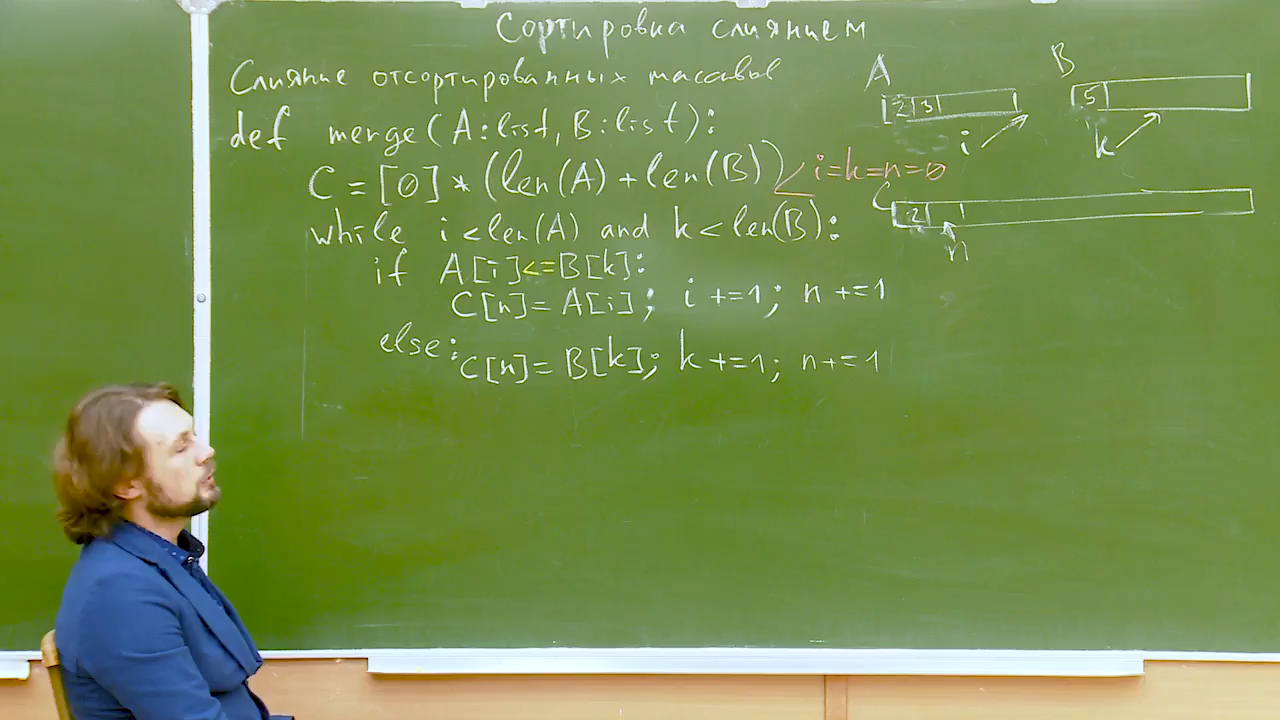 Сортировка слиянием
Слияние отсортированных массивов
def merge(A:list, B:list):
C = [0] * (len(A) + len(B))
i=k=n=0
while i < len(A) and k < len(B):
if A[i] <= B[k]:
C[n] = A[i]; i += 1; n += 1
else:
C[n] = B[k]; k += 1; n += 1
A
2 3
i
B
5
k
C
2
n